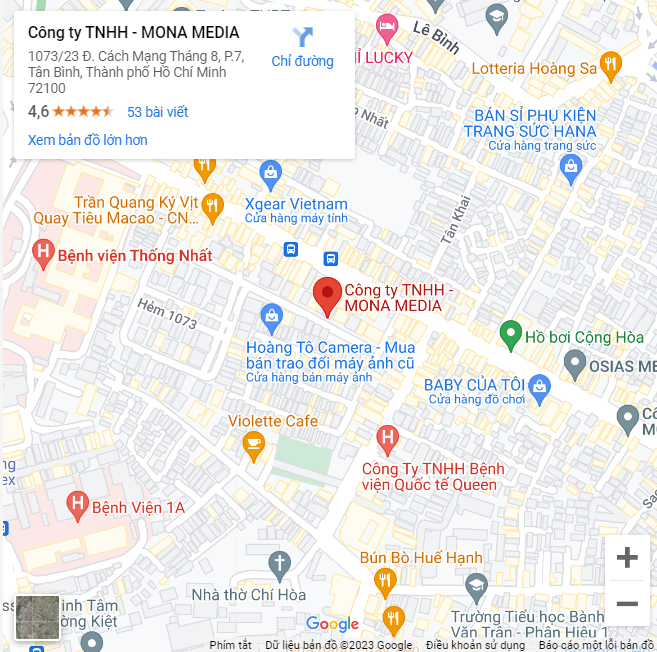 Công ty TNHH - MONA MEDIA
1073/23 Đ. Cách Mạng Tháng 8, P.7,
Tân Bình, Thành phố Hồ Chí Minh
72100
4,6
53 bài viết
Xem bản đồ lớn hơn
Chỉ đường
Lê Bình
LUCKY
Lotteria Hoàng Sa
Nhất
BÁN SỈ PHỤ KIỆN
TRANG SỨC HANA
Cửa hàng trang sức
Xgear Vietnam
Cửa hàng máy tính
Trần Quang Ký Vịt
Quay Tiêu Macao - CN...
Tân Khai
Bệnh viện Thống Nhất
Công ty TNHH -
MONA MEDIA
Hẻm 1073
Hồ bơi Cộng Hòa
Hoàng Tô Camera - Mua
bán trao đổi máy ảnh cũ
Cửa hàng bán máy ảnh
OSIAS ME
BABY CỦA TÔI
Cửa hàng đồ chơi
Violette Cafe
Công Ty TNHH Bệnh
viện Quốc tế Queen
Bệnh Viện 1A
Bún Bò Huế Hạnh
Nhà thờ Chí Hòa
Tâm
Kiệt
Trường Tiểu học Bành
Văn Trân - Phân Hiệu 1
Google
Phím tắt
Dữ liệu bản đồ ©2023 Google
Điều khoản sử dụng
Báo cáo một lỗi bản đồ